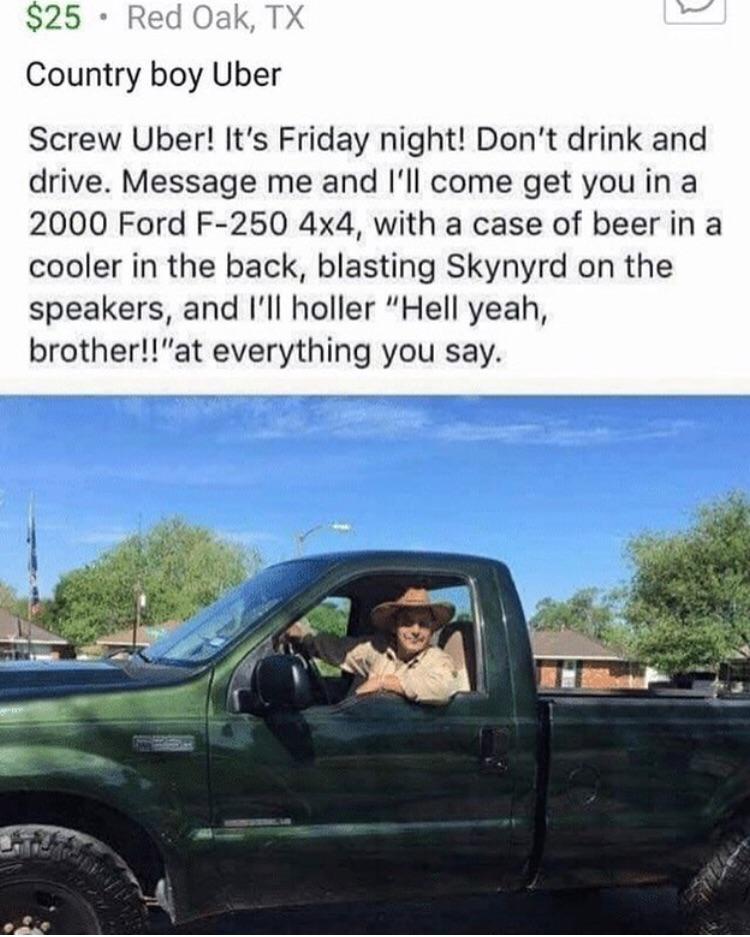 $25 • Red Oak, TX
Country boy Uber
Screw Uber! It's Friday night! Don't drink and
drive. Message me and I'll come get you in a
2000 Ford F-250 4x4, with a case of beer in a
cooler in the back, blasting Skynyrd on the
speakers, and I'll holler "Hell yeah,
brother!!"at everything you say.